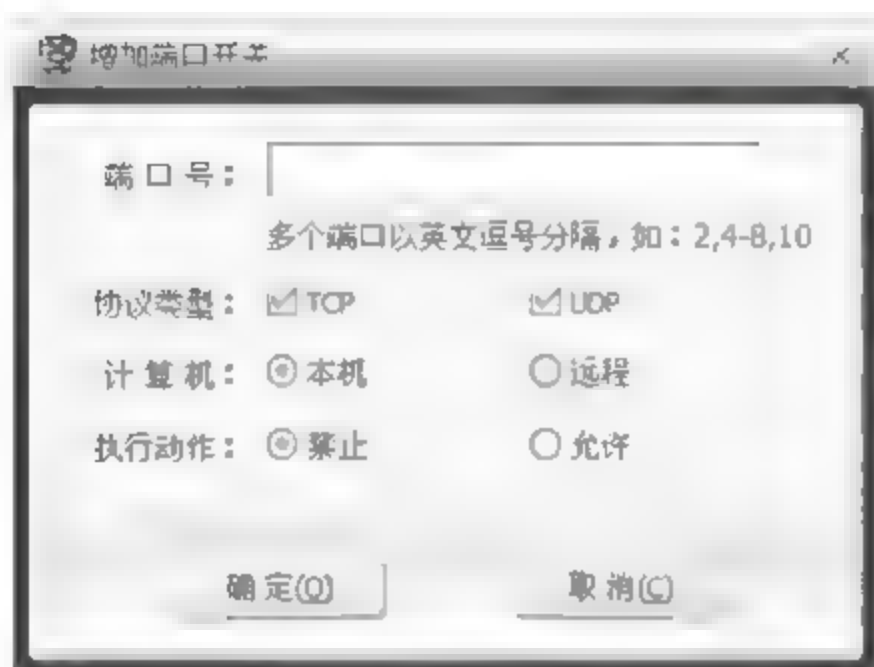 增加端口开关
端 口 号：
多个端口以英文逗号分隔，如：2,4-8,10
协议类型： TCP UDP
计 算 机： 本机 远程
执行动作： 禁止 允许
确 定(O) 取 消(C)